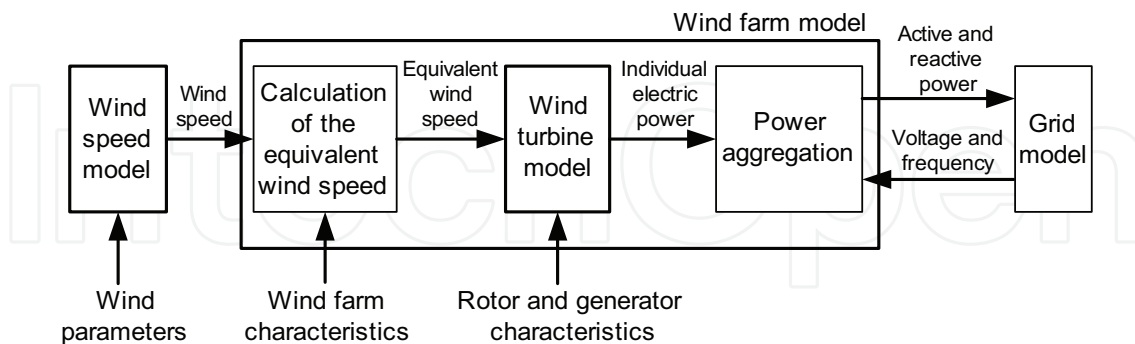 Wind farm model
Active and
reactive
power
Wind
speed
model
Wind
speed
Calculation
of the
equivalent
wind speed
Equivalent
wind
speed
Wind
turbine
model
Individual
electric
power
Power
aggregation
Voltage and
frequency
Grid
model
Wind
parameters
Wind farm
characteristics
Rotor and generator
characteristics
IntechOpen